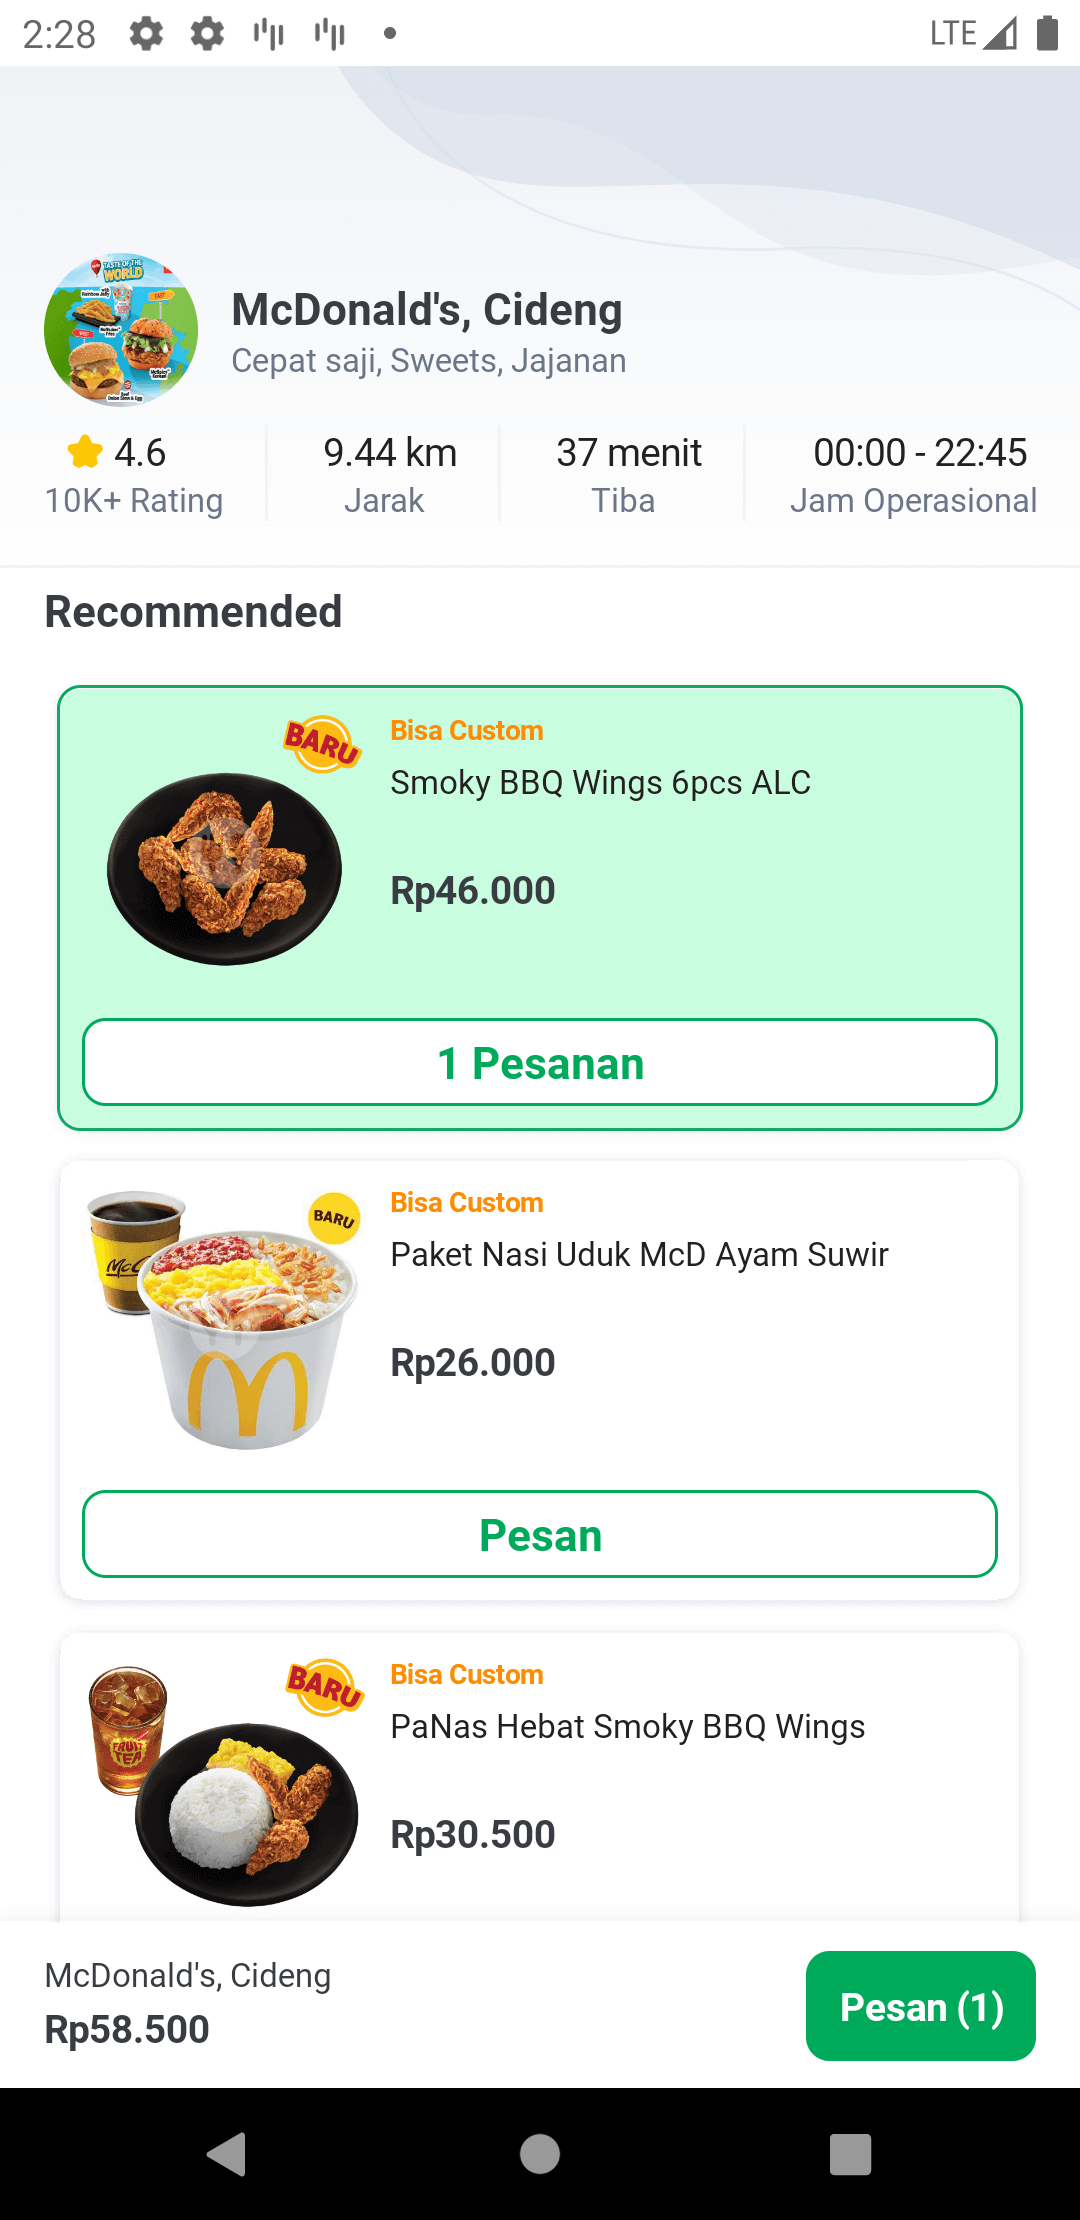 2:28
LTE
TASTE OF THE
WORLD
McDonald's, Cideng
Cepat saji, Sweets, Jajanan
4.6
10K+ Rating
9.44 km
Jarak
37 menit
Tiba
00:00 - 22:45
Jam Operasional
Recommended
BARU
Bisa Custom
Smoky BBQ Wings 6pcs ALC
Rp46.000
1 Pesanan
BARU
McC
Bisa Custom
Paket Nasi Uduk McD Ayam Suwir
Rp26.000
Pesan
BARU
FRUIT
TEA
Bisa Custom
PaNas Hebat Smoky BBQ Wings
Rp30.500
McDonald's, Cideng
Rp58.500
Pesan (1)